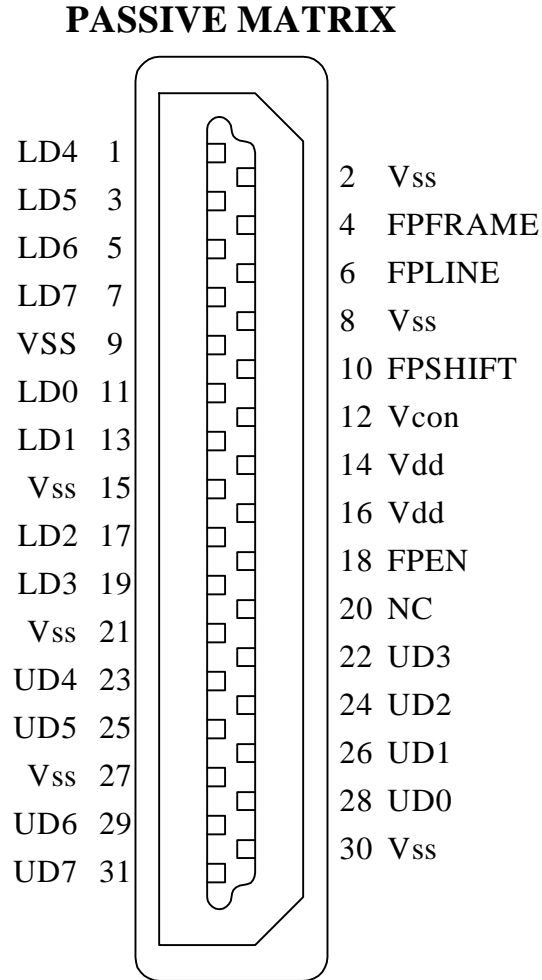 PASSIVE MATRIX
LD4 1
2 Vss
LD5 3
4 FPFRAME
LD6 5
6 FPLINE
LD7 7
8 Vss
VSS 9
10 FPSHIFT
LD0 11
12 Vcon
LD1 13
14 Vdd
Vss 15
16 Vdd
LD2 17
18 FPEN
LD3 19
20 NC
Vss 21
22 UD3
UD4 23
24 UD2
UD5 25
26 UD1
Vss 27
28 UD0
UD6 29
30 Vss
UD7 31